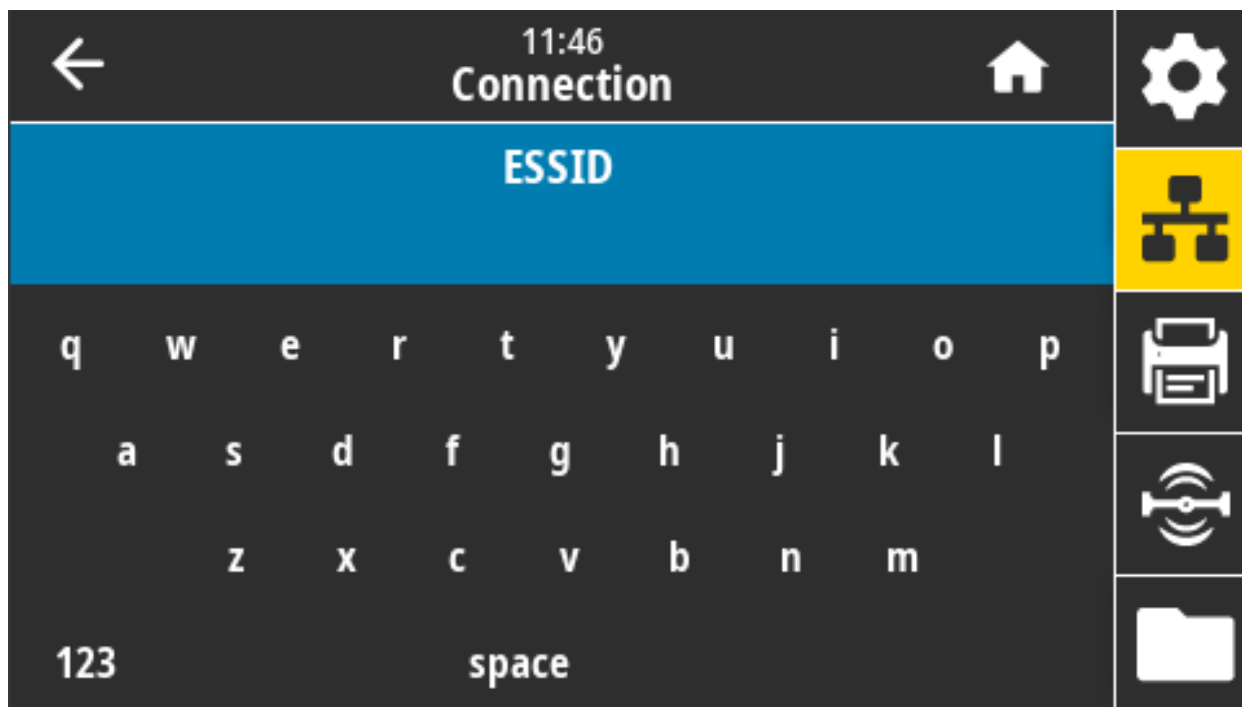 11:46
Connection
ESSID
q w e r t y u i o p
a s d f g h j k l
z x c v b n m
123 space